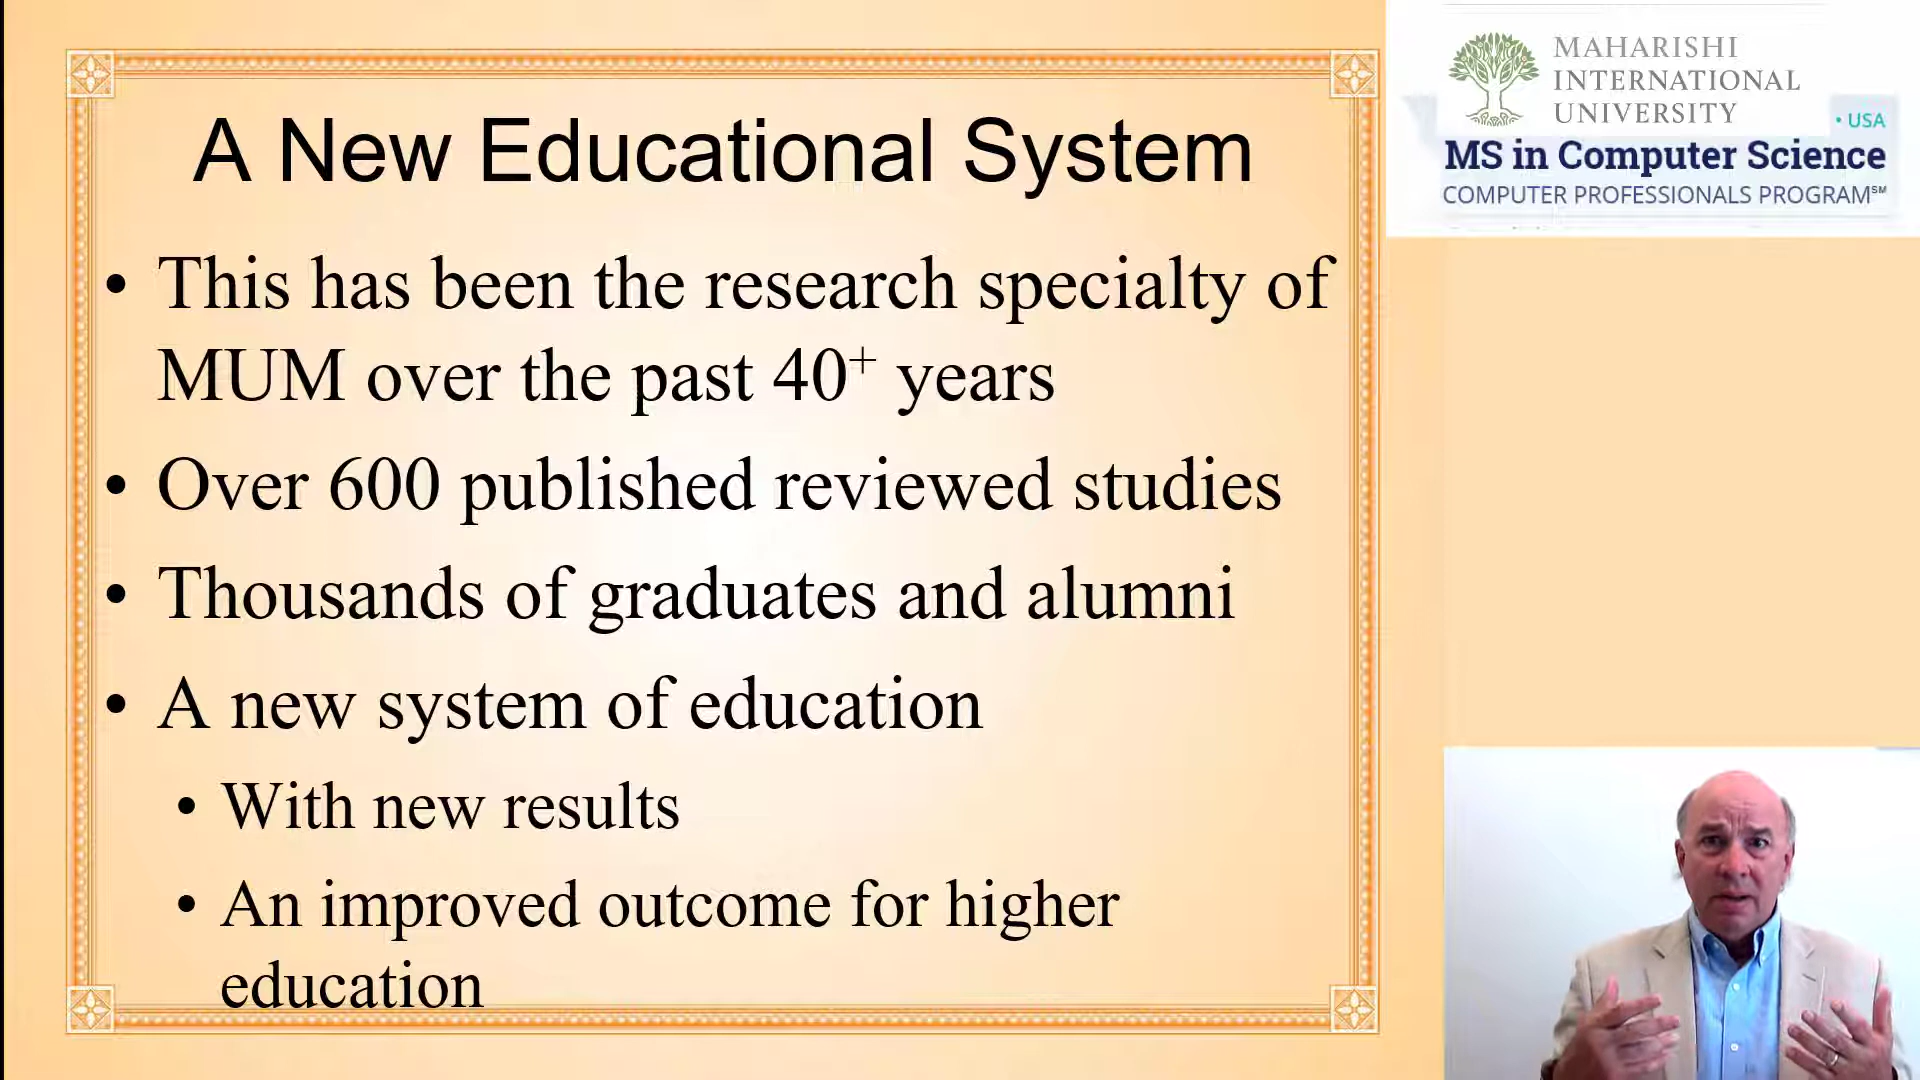 A New Educational System
• This has been the research specialty of
MUM over the past 40+ years
• Over 600 published reviewed studies
• Thousands of graduates and alumni
• A new system of education
• With new results
• An improved outcome for higher
education
MAHARISHI
INTERNATIONAL
UNIVERSITY
• USA
MS in Computer Science
COMPUTER PROFESSIONALS PROGRAM℠